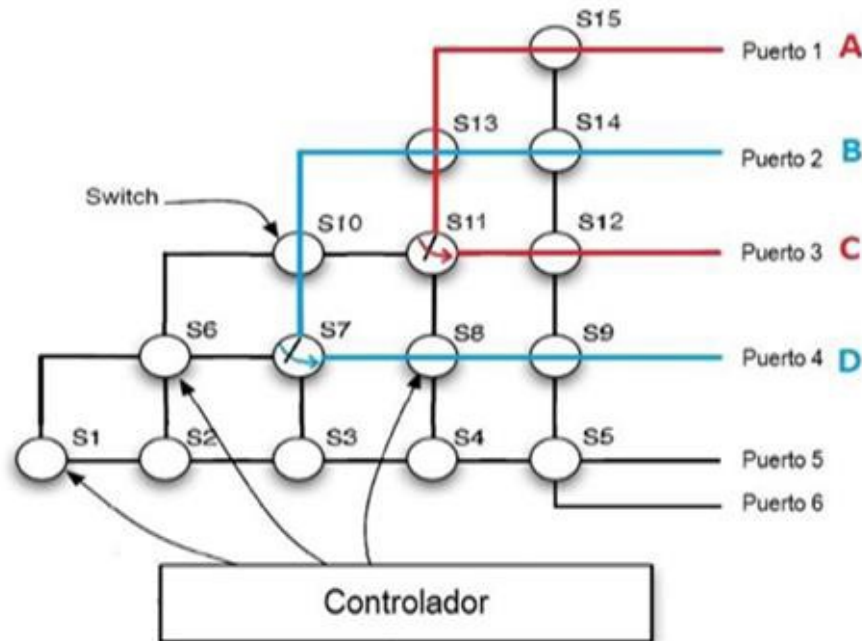 S15
Puerto 1 A
S13 S14
Puerto 2 B
Switch
S10 S11 S12
Puerto 3 C
S6 S7 S8 S9
Puerto 4 D
S1 S2 S3 S4 S5
Puerto 5
Puerto 6
Controlador